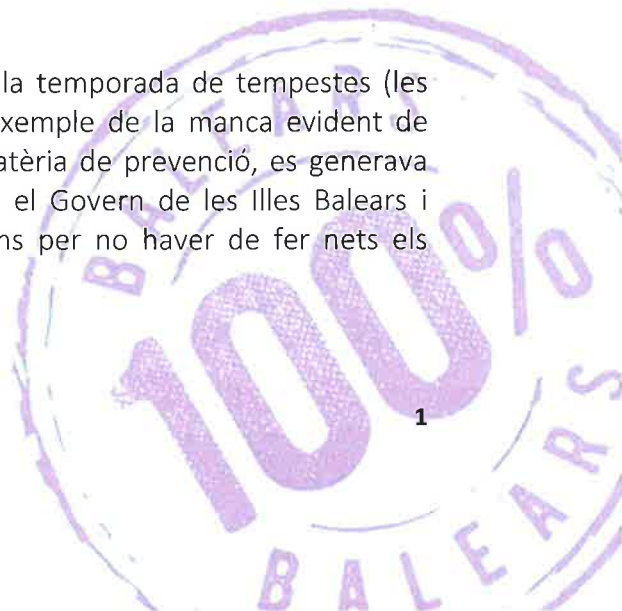 la temporada de tempestes (les
xemple de la manca evident de
atèria de prevenció, es generava
el Govern de les Illes Balears i
ns per no haver de fer nets els
BALEARS
100%
BALEARS
1